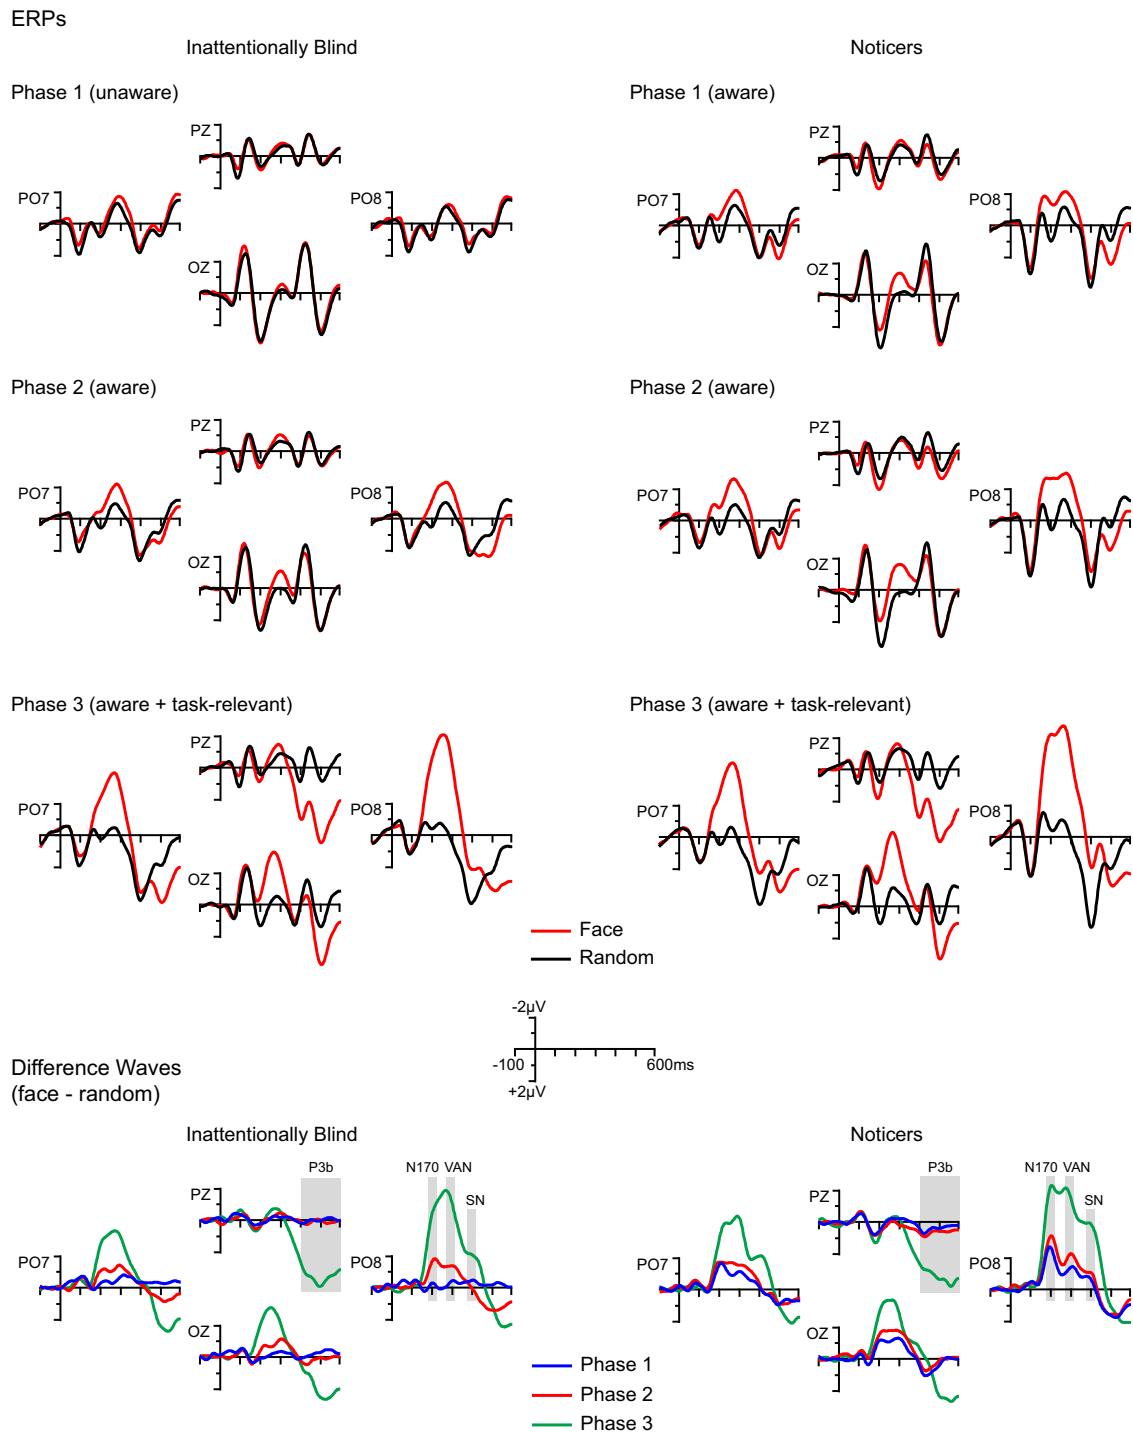 ERPs
Inattentionally Blind
Noticers
Phase 1 (unaware)
Phase 1 (aware)
PZ
PO7
PO8
OZ
PZ
PO7
PO8
OZ
Phase 2 (aware)
Phase 2 (aware)
PZ
PO7
PO8
OZ
PZ
PO7
PO8
OZ
Phase 3 (aware + task-relevant)
Phase 3 (aware + task-relevant)
PZ
PO7
PO8
OZ
PZ
PO7
PO8
OZ
Face
Random
-2µV
-100
600ms
+2µV
Difference Waves
(face - random)
Inattentionally Blind
Noticers
P3b
N170
VAN
SN
PZ
PO7
PO8
OZ
P3b
N170
VAN
SN
PZ
PO7
PO8
OZ
Phase 1
Phase 2
Phase 3